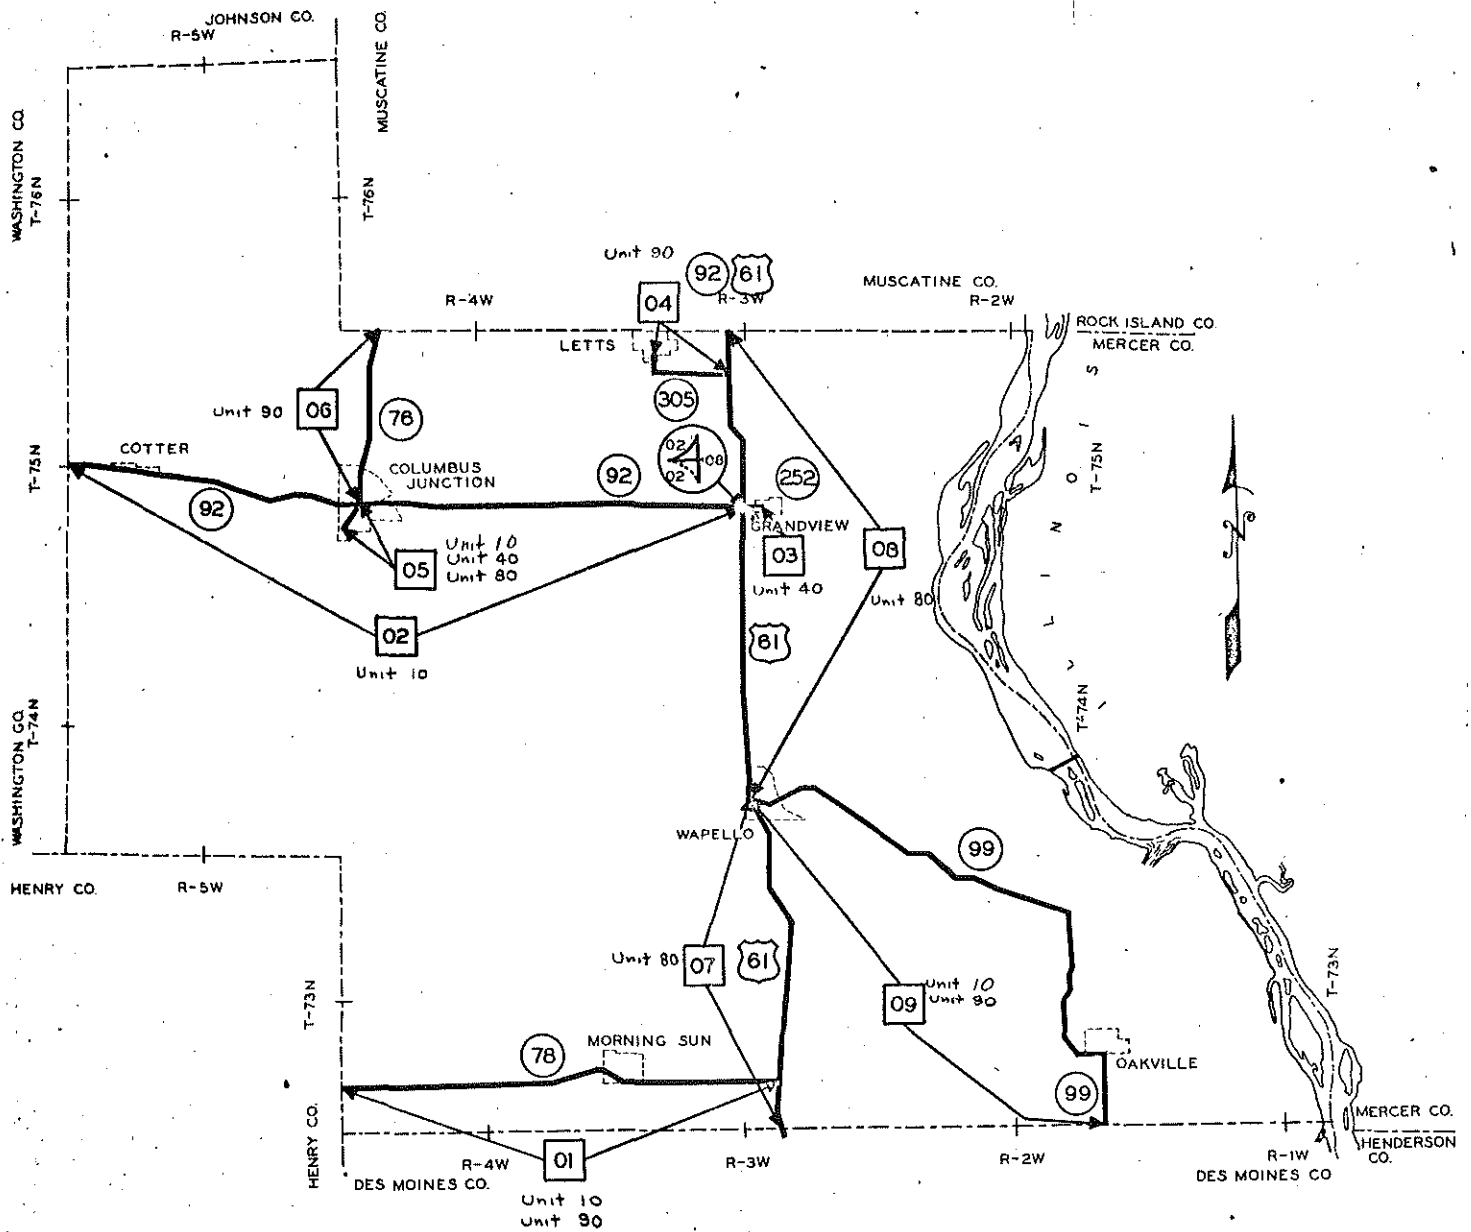 JOHNSON CO.
R-5W
MUSCATINE CO.
WASHINGTON CO.
T-76N
T-76N
Unit 90
92
61
MUSCATINE CO.
R-4W
04
R-3W
R-2W
ROCK ISLAND CO.
MERCER CO.
LETTS
305
Unit 90
06
76
COTTER
T-75N
COLUMBUS
JUNCTION
92
02
08
02
252
T-75N
ILLINOIS
92
GRANDVIEW
05
Unit 10
Unit 40
Unit 80
03
Unit 40
08
Unit 80
N
02
Unit 10
61
WASHINGTON CO.
T-74N
T-74N
WAPELLO
99
HENRY CO.
R-5W
Unit 80
07
61
09
Unit 10
Unit 90
T-73N
T-73N
78
MORNING SUN
OAKVILLE
99
HENRY CO.
MERCER CO.
HENDERSON
CO.
R-4W
01
R-3W
R-2W
R-1W
DES MOINES CO.
DES MOINES CO
Unit 10
Unit 90